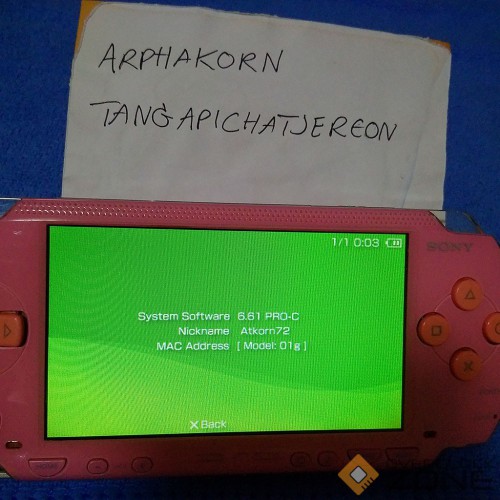 ARPHAKORN
TANGAPICHATJEREON
1/1 0:03
SONY
System Software 6.61 PRO-C
Nickname Atkorn72
MAC Address [ Model: 01g ]
X Back
HOME